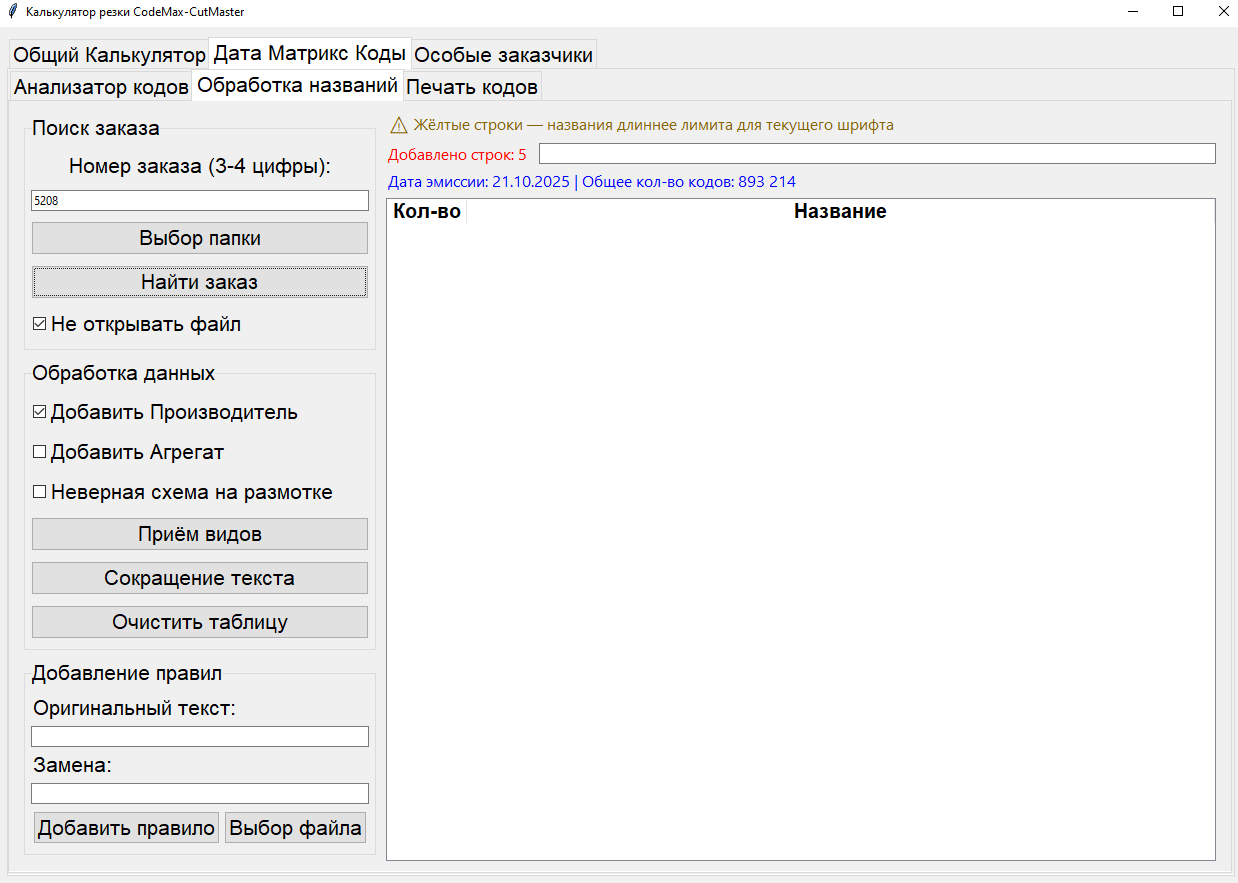 Калькулятор резки CodeMax-CutMaster
Общий Калькулятор Дата Матрикс Коды Особые заказчики
Анализатор кодов Обработка названий Печать кодов
Поиск заказа
Номер заказа (3-4 цифры):
5208
Выбор папки
Найти заказ
Не открывать файл
Обработка данных
Добавить Производитель
Добавить Агрегат
Неверная схема на размотке
Приём видов
Сокращение текста
Очистить таблицу
Добавление правил
Оригинальный текст:
Замена:
Добавить правило Выбор файла
⚠ Жёлтые строки — названия длиннее лимита для текущего шрифта
Добавлено строк: 5
Дата эмиссии: 21.10.2025 | Общее кол-во кодов: 893 214
Кол-во Название